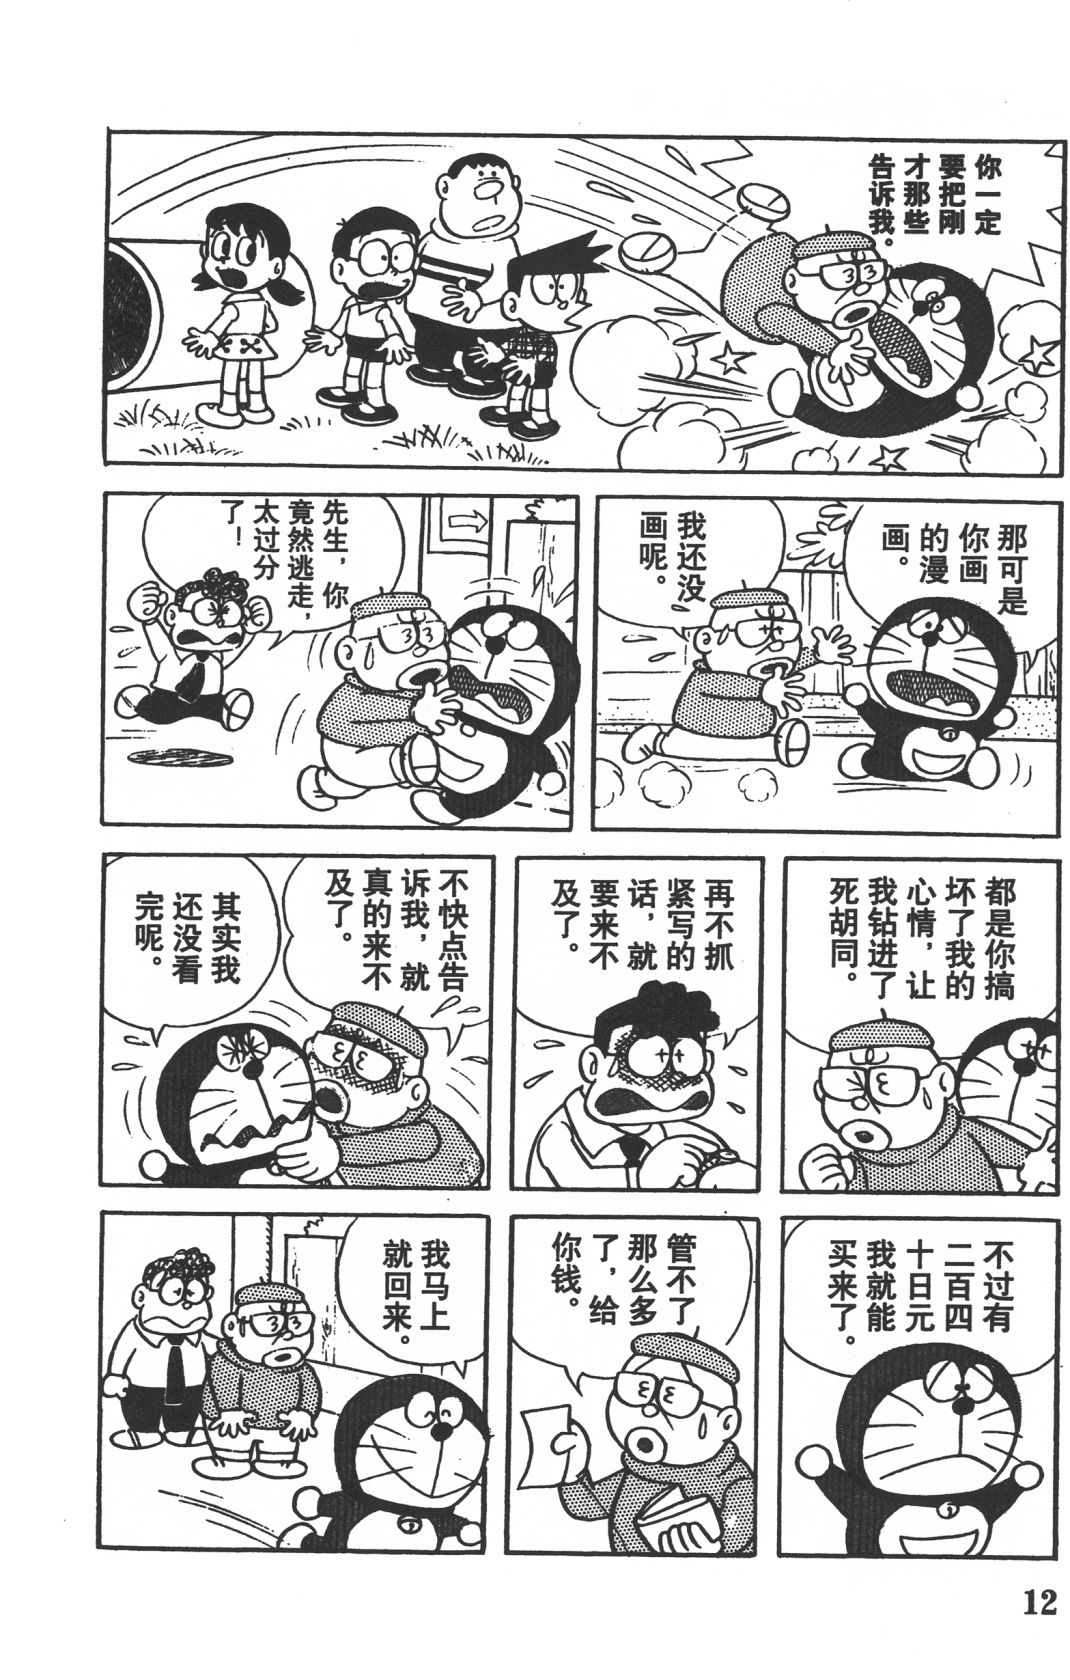 你一定
要把刚
才那些
告诉我。
那可是
你画
的漫
画。
我还没
画呢。
先生，你
竟然逃走，
太过分
了！
都是你搞
坏了我的
心情，让
我钻进了
死胡同。
再不抓
紧写的
话，就
要来不
及了。
不快点告
诉我，就
真的来不
及了。
其实我
还没看
完呢。
不过有
二百四
十日元
我就能
买来了。
管不了
那么多
了，给
你钱。
我马上
就回来。
12